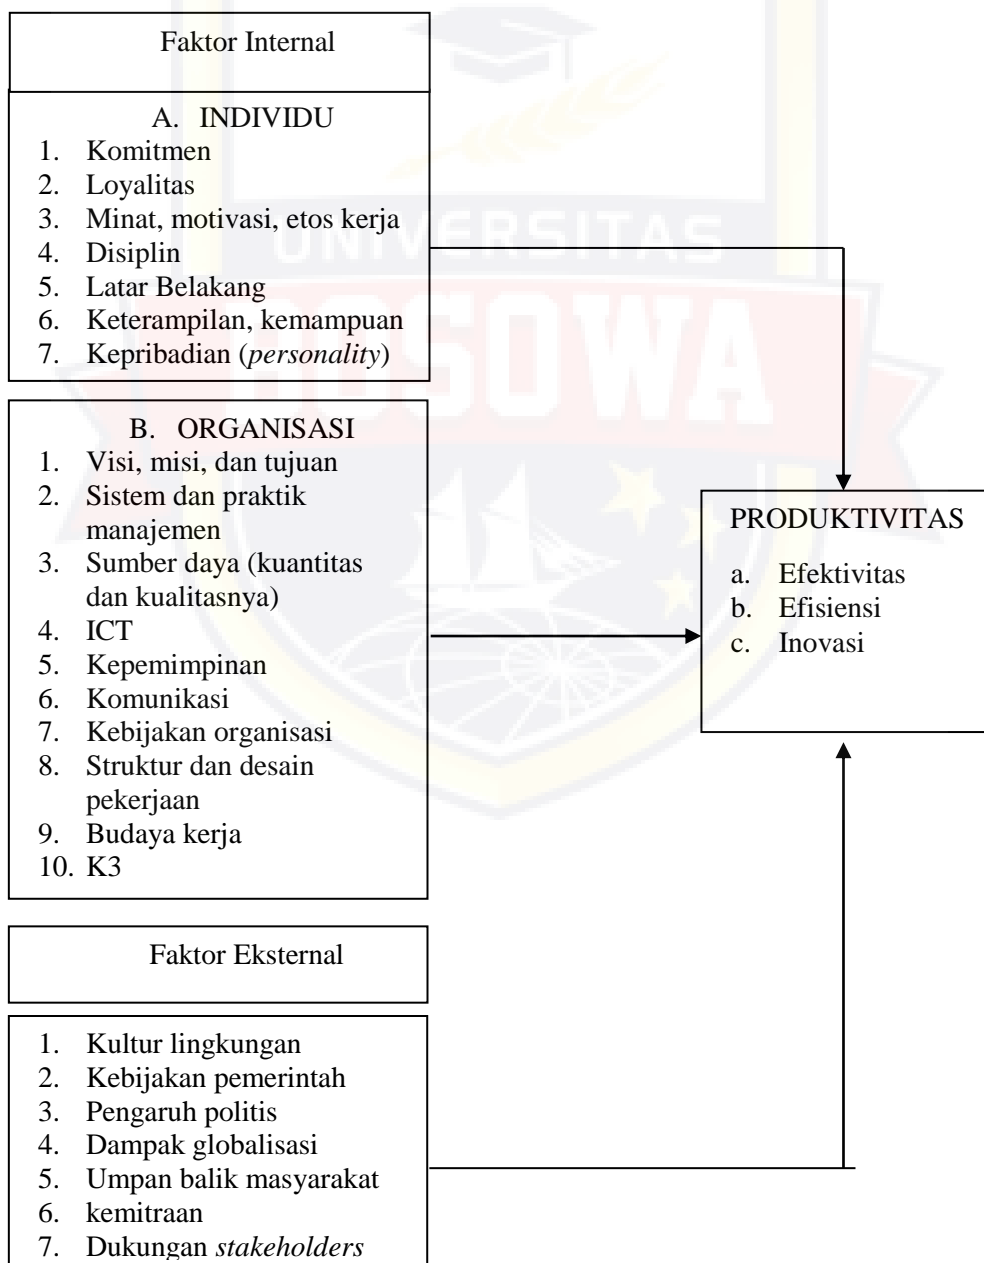 Faktor Internal
A. INDIVIDU
1. Komitmen
2. Loyalitas
3. Minat, motivasi, etos kerja
4. Disiplin
5. Latar Belakang
6. Keterampilan, kemampuan
7. Kepribadian (personality)
B. ORGANISASI
1. Visi, misi, dan tujuan
2. Sistem dan praktik
manajemen
3. Sumber daya (kuantitas
dan kualitasnya)
4. ICT
5. Kepemimpinan
6. Komunikasi
7. Kebijakan organisasi
8. Struktur dan desain
pekerjaan
9. Budaya kerja
10. K3
PRODUKTIVITAS
a. Efektivitas
b. Efisiensi
c. Inovasi
Faktor Eksternal
1. Kultur lingkungan
2. Kebijakan pemerintah
3. Pengaruh politis
4. Dampak globalisasi
5. Umpan balik masyarakat
6. kemitraan
7. Dukungan stakeholders
UNIVERSITAS
BOSOWA